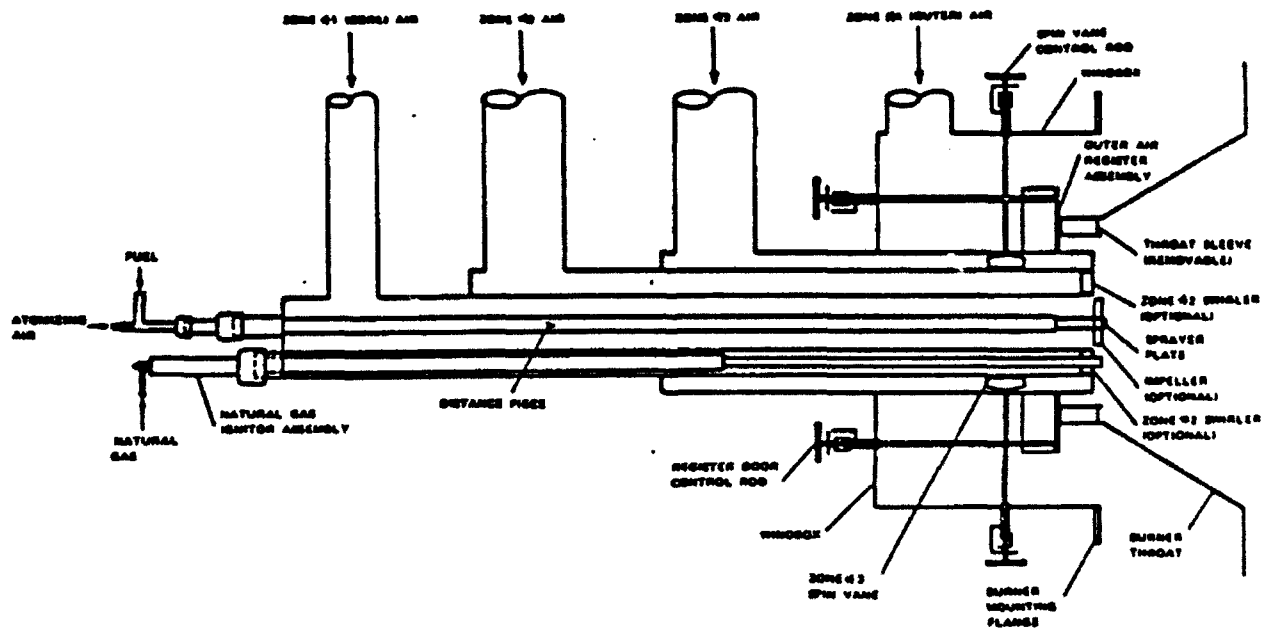 ZONE #1 (CORE) AIR
ZONE #2 AIR
ZONE #3 AIR
ZONE #4 (OUTER) AIR
SPIN VANE
CONTROL ROD
WINDBOX
OUTER AIR
REGISTER
ASSEMBLY
THROAT SLEEVE
(REMOVABLE)
FUEL
ATOMIZING
AIR
ZONE #2 SWIRLER
(OPTIONAL)
SPRAYER
PLATE
IMPELLER
(OPTIONAL)
ZONE #2 SWIRLER
(OPTIONAL)
DISTANCE PIECE
NATURAL GAS
IGNITOR ASSEMBLY
NATURAL
GAS
REGISTER DOOR
CONTROL ROD
WINDBOX
ZONE #3
SPIN VANE
BURNER
MOUNTING
FLANGE
BURNER
THROAT